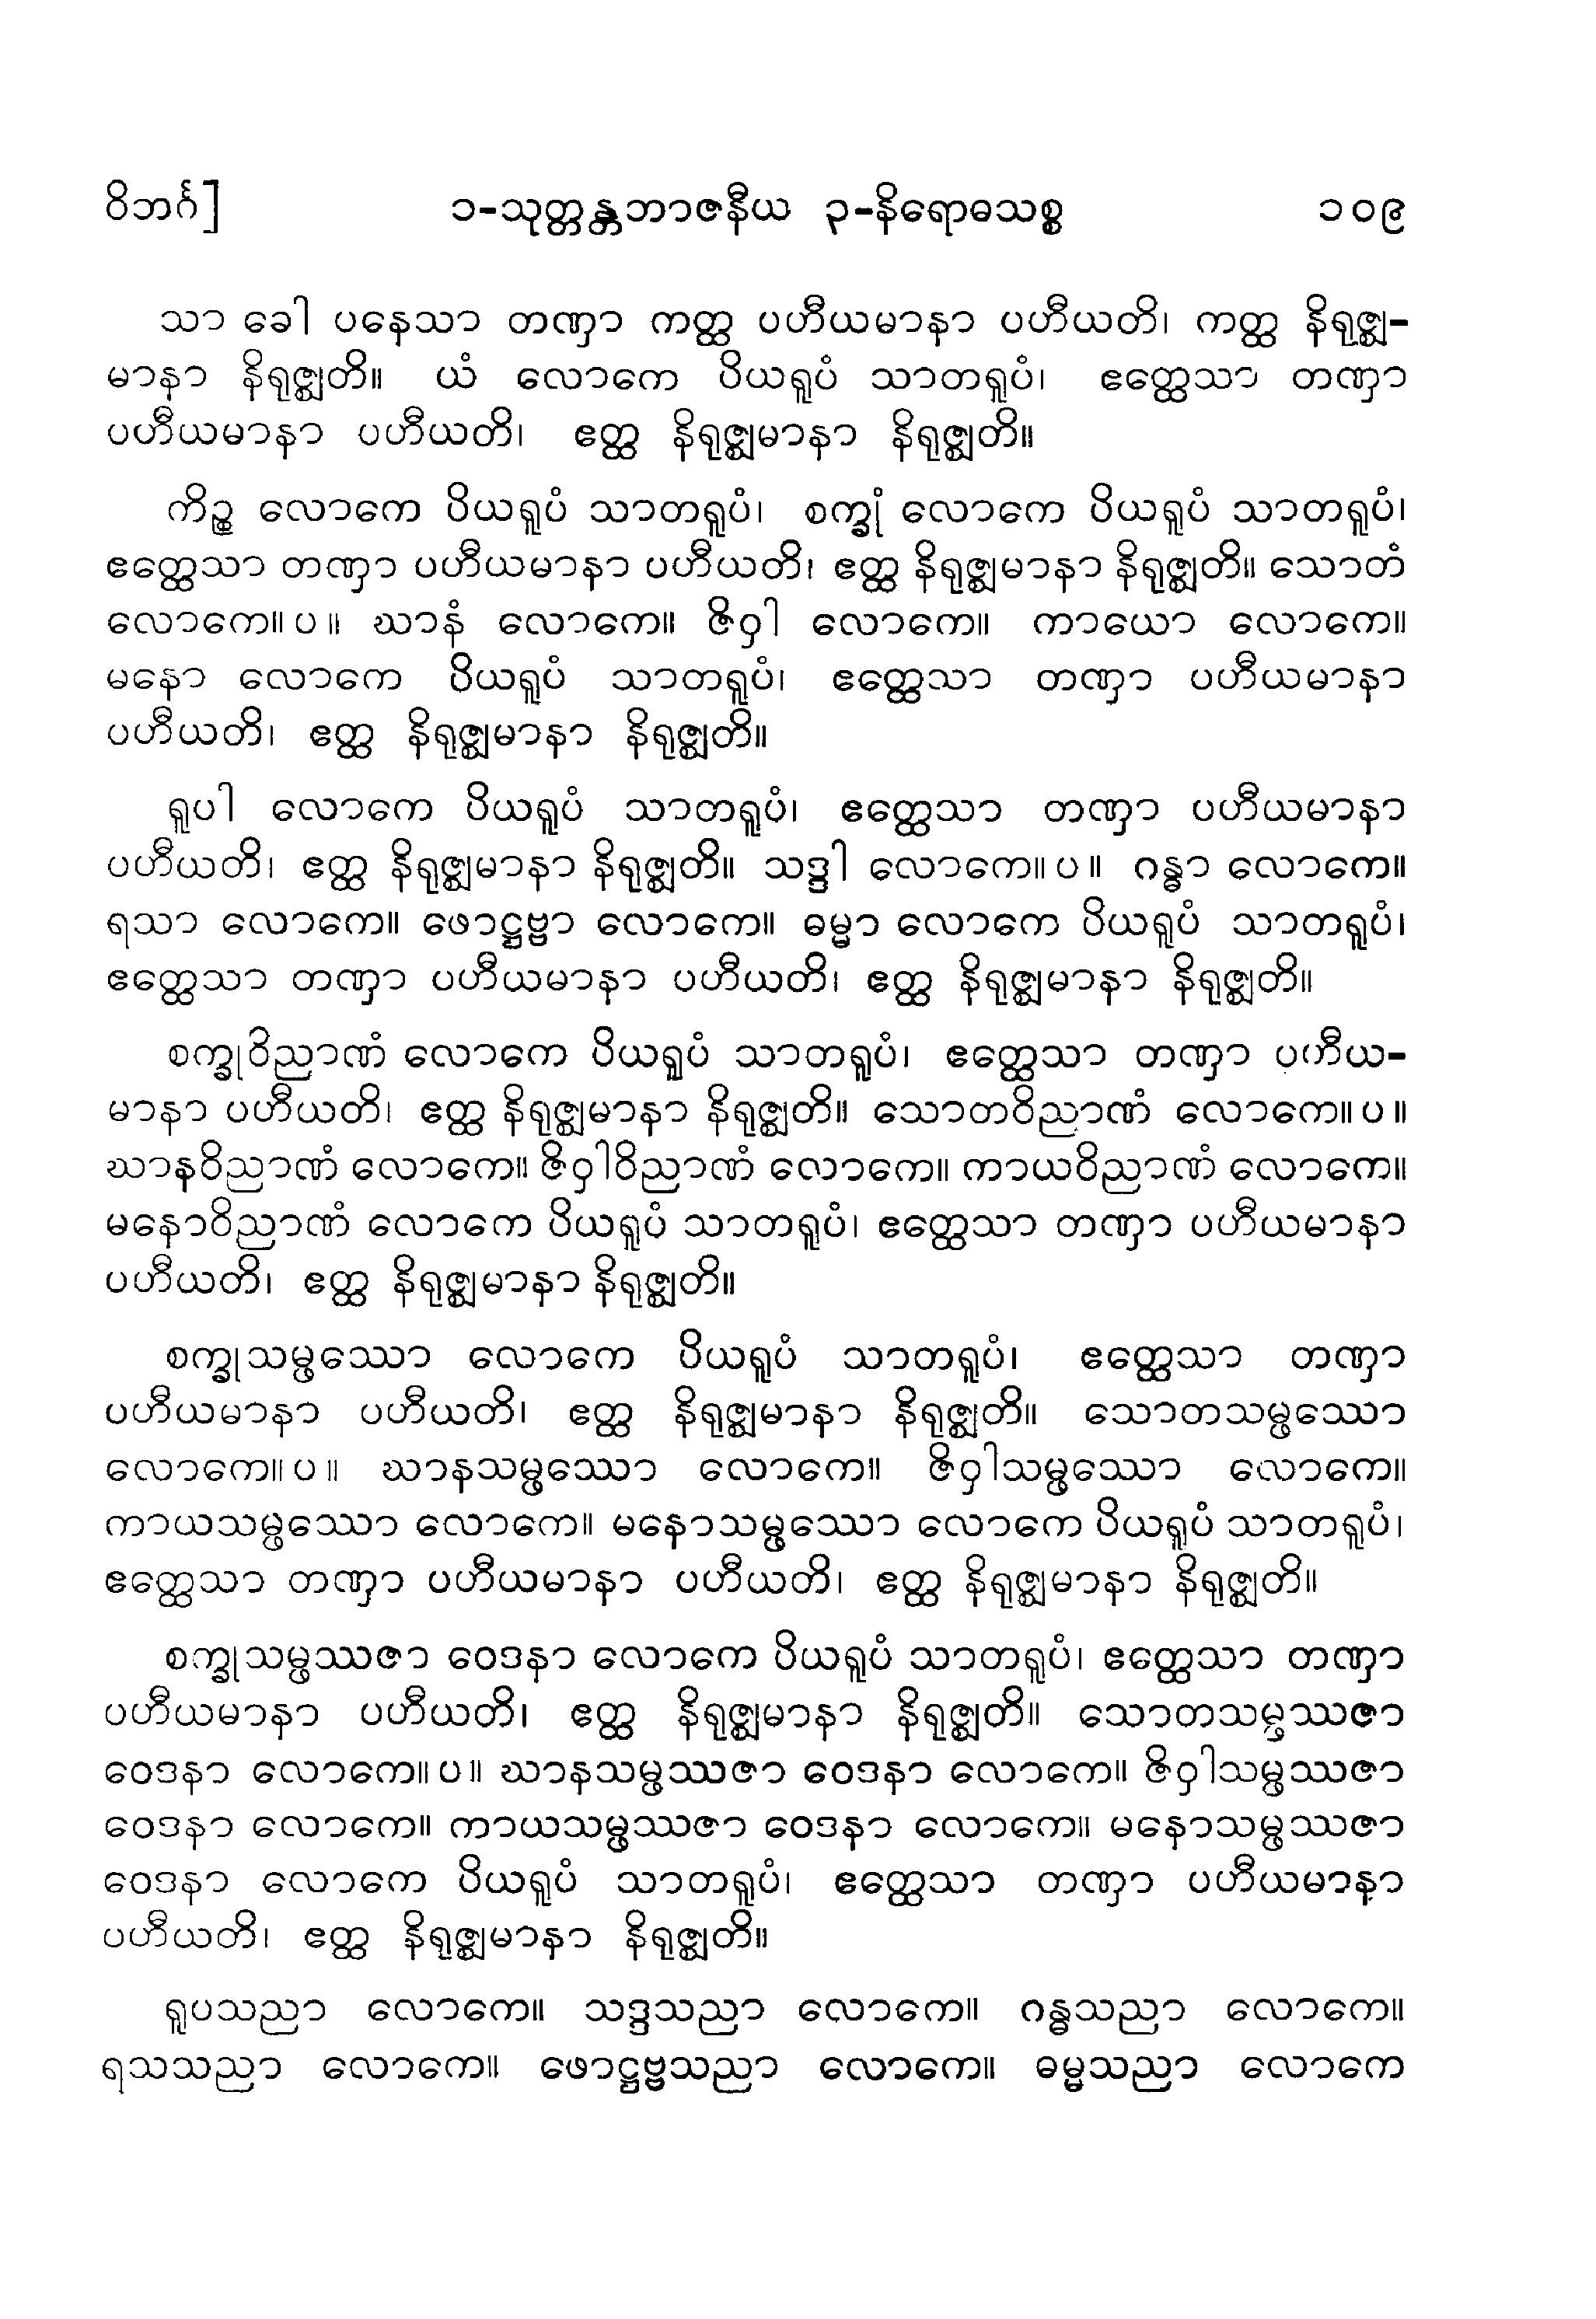 ဝိဘင်္ဂ] ၁-သုတ္တန္တဘာဇနီယ ၃-နိရောဓသစ္စ ၁၀၉
သာ ခေါ ပနေသာ တဏှာ ကတ္ထ ပဟီယမာနာ ပဟီယတိ၊ ကတ္ထ နိရုဇ္ဈ-
မာနာ နိရုဇ္ဈတိ။ ယံ လောကေ ပိယရူပံ သာတရူပံ၊ ဧတ္ထေသာ တဏှာ
ပဟီယမာနာ ပဟီယတိ၊ ဧတ္ထ နိရုဇ္ဈမာနာ နိရုဇ္ဈတိ။
ကိဉ္စ လောကေ ပိယရူပံ သာတရူပံ၊ စက္ခုံ လောကေ ပိယရူပံ သာတရူပံ၊
ဧတ္ထေသာ တဏှာ ပဟီယမာနာ ပဟီယတိ၊ ဧတ္ထ နိရုဇ္ဈမာနာ နိရုဇ္ဈတိ။ သောတံ
လောကေ။ပ။ ဃာနံ လောကေ။ ဇိဝှါ လောကေ။ ကာယော လောကေ။
မနော လောကေ ပိယရူပံ သာတရူပံ၊ ဧတ္ထေသာ တဏှာ ပဟီယမာနာ
ပဟီယတိ၊ ဧတ္ထ နိရုဇ္ဈမာနာ နိရုဇ္ဈတိ။
ရူပါ လောကေ ပိယရူပံ သာတရူပံ၊ ဧတ္ထေသာ တဏှာ ပဟီယမာနာ
ပဟီယတိ၊ ဧတ္ထ နိရုဇ္ဈမာနာ နိရုဇ္ဈတိ။ သဒ္ဒါ လောကေ။ပ။ ဂန္ဓာ လောကေ။
ရသာ လောကေ။ ဖောဋ္ဌဗ္ဗာ လောကေ။ ဓမ္မာ လောကေ ပိယရူပံ သာတရူပံ၊
ဧတ္ထေသာ တဏှာ ပဟီယမာနာ ပဟီယတိ၊ ဧတ္ထ နိရုဇ္ဈမာနာ နိရုဇ္ဈတိ။
စက္ခုဝိညာဏံ လောကေ ပိယရူပံ သာတရူပံ၊ ဧတ္ထေသာ တဏှာ ပဟီယ-
မာနာ ပဟီယတိ၊ ဧတ္ထ နိရုဇ္ဈမာနာ နိရုဇ္ဈတိ။ သောတဝိညာဏံ လောကေ။ပ။
ဃာနဝိညာဏံ လောကေ။ ဇိဝှါဝိညာဏံ လောကေ။ ကာယဝိညာဏံ လောကေ။
မနောဝိညာဏံ လောကေ ပိယရူပံ သာတရူပံ၊ ဧတ္ထေသာ တဏှာ ပဟီယမာနာ
ပဟီယတိ၊ ဧတ္ထ နိရုဇ္ဈမာနာ နိရုဇ္ဈတိ။
စက္ခုသမ္ဖဿော လောကေ ပိယရူပံ သာတရူပံ၊ ဧတ္ထေသာ တဏှာ
ပဟီယမာနာ ပဟီယတိ၊ ဧတ္ထ နိရုဇ္ဈမာနာ နိရုဇ္ဈတိ။ သောတသမ္ဖဿော
လောကေ။ပ။ ဃာနသမ္ဖဿော လောကေ။ ဇိဝှါသမ္ဖဿော လောကေ။
ကာယသမ္ဖဿော လောကေ။ မနောသမ္ဖဿော လောကေ ပိယရူပံ သာတရူပံ၊
ဧတ္ထေသာ တဏှာ ပဟီယမာနာ ပဟီယတိ၊ ဧတ္ထ နိရုဇ္ဈမာနာ နိရုဇ္ဈတိ။
စက္ခုသမ္ဖဿဇာ ဝေဒနာ လောကေ ပိယရူပံ သာတရူပံ၊ ဧတ္ထေသာ တဏှာ
ပဟီယမာနာ ပဟီယတိ၊ ဧတ္ထ နိရုဇ္ဈမာနာ နိရုဇ္ဈတိ။ သောတသမ္ဖဿဇာ
ဝေဒနာ လောကေ။ပ။ ဃာနသမ္ဖဿဇာ ဝေဒနာ လောကေ။ ဇိဝှါသမ္ဖဿဇာ
ဝေဒနာ လောကေ။ ကာယသမ္ဖဿဇာ ဝေဒနာ လောကေ။ မနောသမ္ဖဿဇာ
ဝေဒနာ လောကေ ပိယရူပံ သာတရူပံ၊ ဧတ္ထေသာ တဏှာ ပဟီယမာနာ
ပဟီယတိ၊ ဧတ္ထ နိရုဇ္ဈမာနာ နိရုဇ္ဈတိ။
ရူပသညာ လောကေ။ သဒ္ဒသညာ လောကေ။ ဂန္ဓသညာ လောကေ။
ရသသညာ လောကေ။ ဖောဋ္ဌဗ္ဗသညာ လောကေ။ ဓမ္မသညာ လောကေ